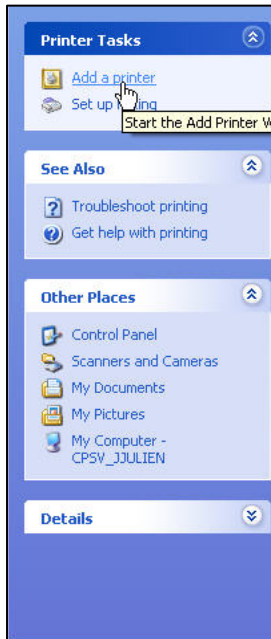 Printer Tasks
Add a printer
Set up
Start the Add Printer
See Also
Troubleshoot printing
Get help with printing
Other Places
Control Panel
Scanners and Cameras
My Documents
My Pictures
My Computer -
CPSV_JJULIEN
Details